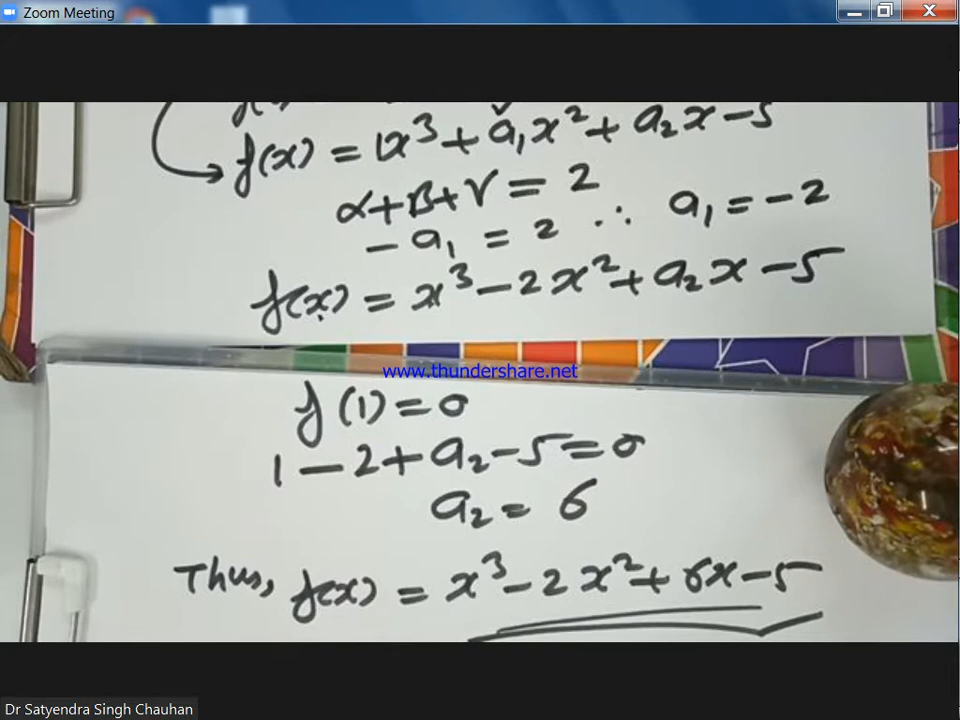 Zoom Meeting
f(x) = 1x³ + a₁x² + a₂x - 5
α + β + γ = 2
- a₁ = 2 ∴ a₁ = - 2
f(x) = x³ - 2x² + a₂x - 5
www.thundershare.net
f(1) = 0
1 - 2 + a₂ - 5 = 0
a₂ = 6
Thus, f(x) = x³ - 2x² + 6x - 5
Dr Satyendra Singh Chauhan